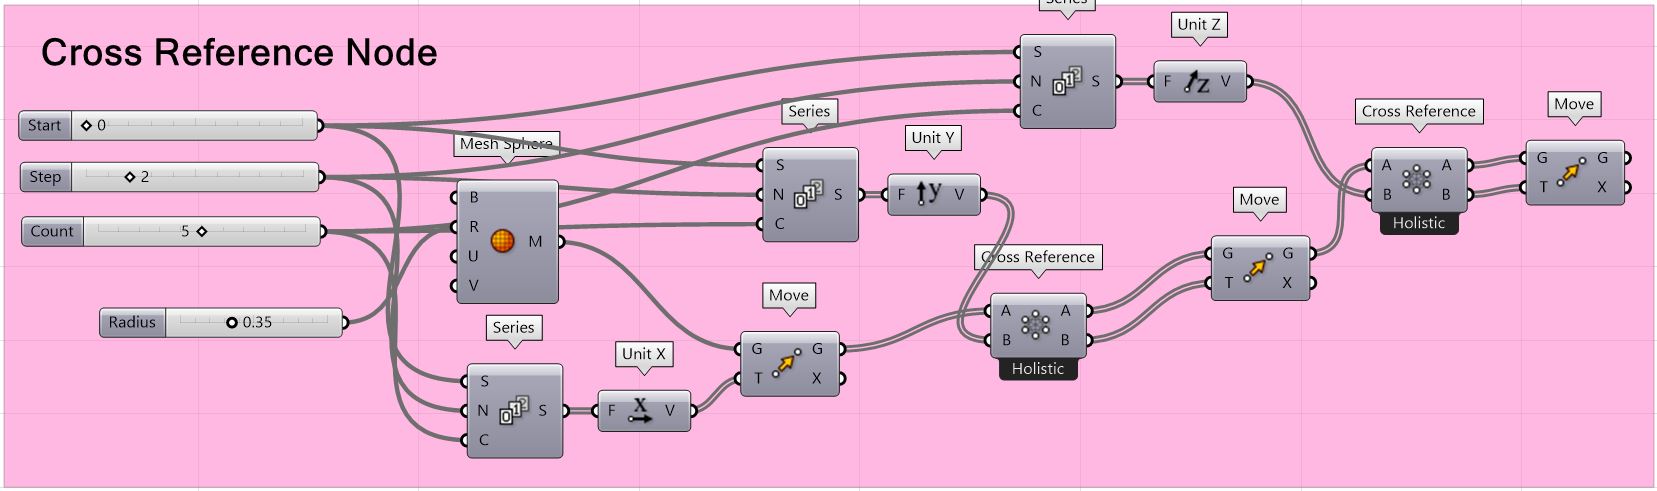 Series
Unit Z
Cross Reference Node
S
N
C
S
F
V
Start
0
Step
2
Count
5
Radius
0.35
Mesh Sphere
B
R
U
V
M
Series
S
N
C
S
Unit Y
F
V
Cross Reference
A
B
A
B
Holistic
Move
G
T
G
X
Series
S
N
C
S
Unit X
F
X
V
Move
G
T
G
X
Cross Reference
A
B
A
B
Holistic
Move
G
T
G
X